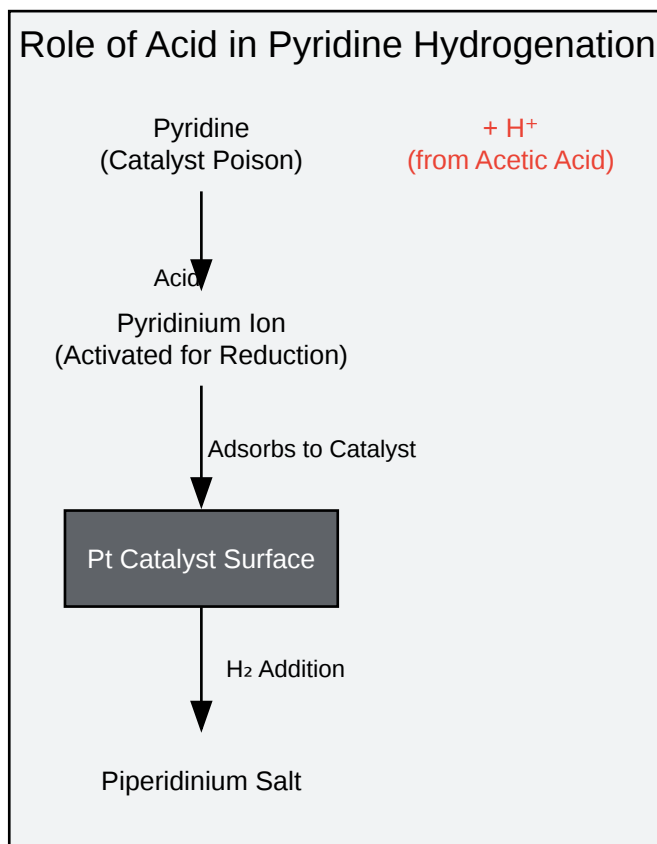 Role of Acid in Pyridine Hydrogenation
Pyridine
(Catalyst Poison)
+ H⁺
(from Acetic Acid)
Acid
Pyridinium Ion
(Activated for Reduction)
Adsorbs to Catalyst
Pt Catalyst Surface
H₂ Addition
Piperidinium Salt